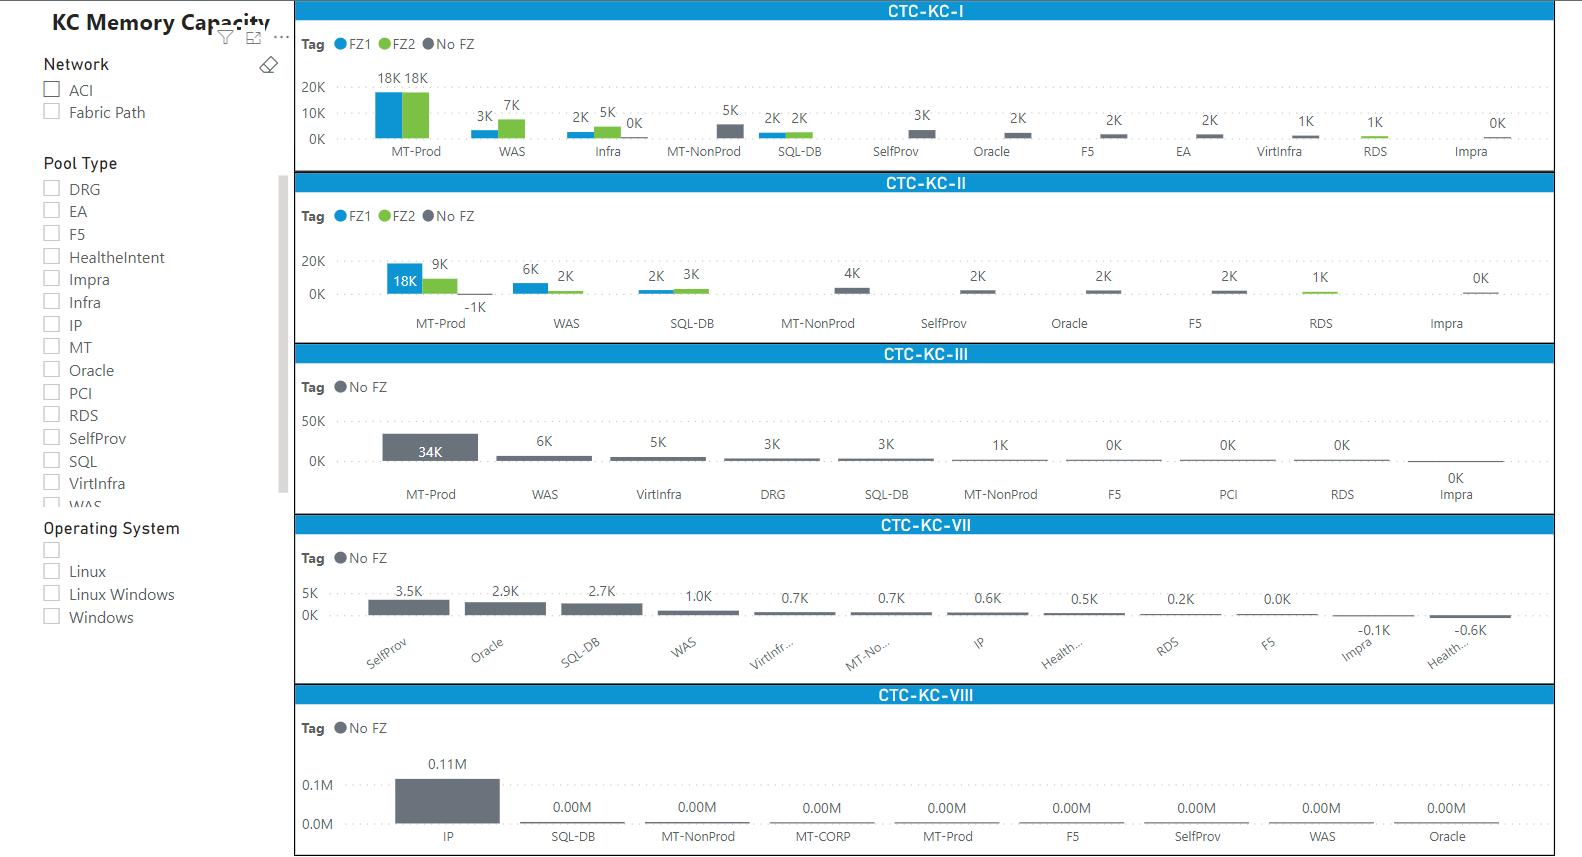 KC Memory Capacity
Network
ACI
Fabric Path
Pool Type
DRG
EA
F5
HealtheIntent
Impra
Infra
IP
MT
Oracle
PCI
RDS
SelfProv
SQL
VirtInfra
WAS
Operating System
Linux
Linux Windows
Windows
CTC-KC-I
Tag FZ1 FZ2 No FZ
20K
10K
0K
18K 18K 3K 7K 2K 5K 0K 5K 2K 2K 3K 2K 2K 2K 1K 1K 0K
MT-Prod WAS Infra MT-NonProd SQL-DB SelfProv Oracle F5 EA VirtInfra RDS Impra
CTC-KC-II
Tag FZ1 FZ2 No FZ
20K
0K
18K 9K -1K 6K 2K 2K 3K 4K 2K 2K 2K 1K 0K
MT-Prod WAS SQL-DB MT-NonProd SelfProv Oracle F5 RDS Impra
CTC-KC-III
Tag No FZ
50K
0K
34K 6K 5K 3K 3K 1K 0K 0K 0K 0K
MT-Prod WAS VirtInfra DRG SQL-DB MT-NonProd F5 PCI RDS Impra
CTC-KC-VII
Tag No FZ
5K
0K
3.5K 2.9K 2.7K 1.0K 0.7K 0.7K 0.6K 0.5K 0.2K 0.0K -0.1K -0.6K
SelfProv Oracle SQL-DB WAS VirtInfr... MT-No... IP Health... RDS F5 Impra Health...
CTC-KC-VIII
Tag No FZ
0.1M
0.0M
0.11M 0.00M 0.00M 0.00M 0.00M 0.00M 0.00M 0.00M 0.00M
IP SQL-DB MT-NonProd MT-CORP MT-Prod F5 SelfProv WAS Oracle